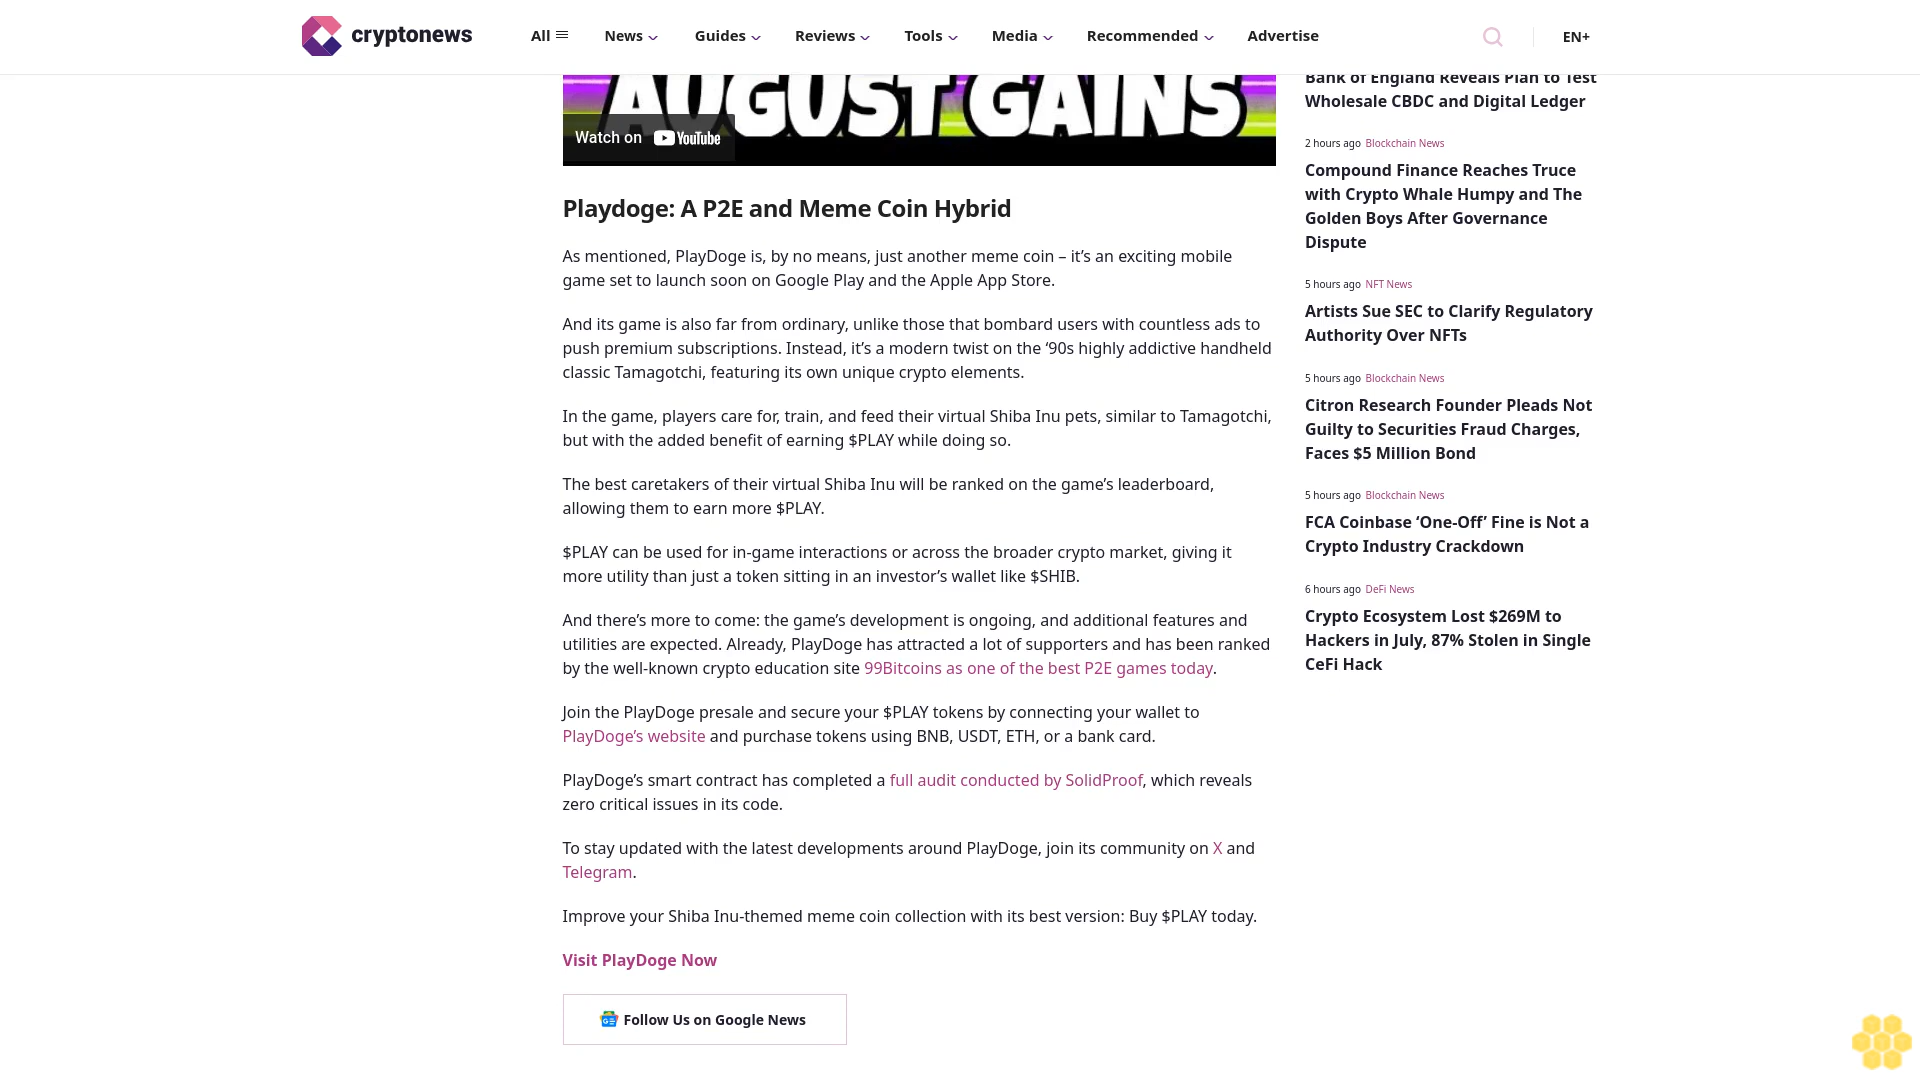 cryptonews
All
News
Guides
Reviews
Tools
Media
Recommended
Advertise
EN+
AUGUST GAINS
Watch on YouTube
Playdoge: A P2E and Meme Coin Hybrid
As mentioned, PlayDoge is, by no means, just another meme coin – it’s an exciting mobile
game set to launch soon on Google Play and the Apple App Store.
And its game is also far from ordinary, unlike those that bombard users with countless ads to
push premium subscriptions. Instead, it’s a modern twist on the ‘90s highly addictive handheld
classic Tamagotchi, featuring its own unique crypto elements.
In the game, players care for, train, and feed their virtual Shiba Inu pets, similar to Tamagotchi,
but with the added benefit of earning $PLAY while doing so.
The best caretakers of their virtual Shiba Inu will be ranked on the game’s leaderboard,
allowing them to earn more $PLAY.
$PLAY can be used for in-game interactions or across the broader crypto market, giving it
more utility than just a token sitting in an investor’s wallet like $SHIB.
And there’s more to come: the game’s development is ongoing, and additional features and
utilities are expected. Already, PlayDoge has attracted a lot of supporters and has been ranked
by the well-known crypto education site 99Bitcoins as one of the best P2E games today.
Join the PlayDoge presale and secure your $PLAY tokens by connecting your wallet to
PlayDoge’s website and purchase tokens using BNB, USDT, ETH, or a bank card.
PlayDoge’s smart contract has completed a full audit conducted by SolidProof, which reveals
zero critical issues in its code.
To stay updated with the latest developments around PlayDoge, join its community on X and
Telegram.
Improve your Shiba Inu-themed meme coin collection with its best version: Buy $PLAY today.
Visit PlayDoge Now
Follow Us on Google News
Bank of England Reveals Plan to Test
Wholesale CBDC and Digital Ledger
2 hours ago Blockchain News
Compound Finance Reaches Truce
with Crypto Whale Humpy and The
Golden Boys After Governance
Dispute
5 hours ago NFT News
Artists Sue SEC to Clarify Regulatory
Authority Over NFTs
5 hours ago Blockchain News
Citron Research Founder Pleads Not
Guilty to Securities Fraud Charges,
Faces $5 Million Bond
5 hours ago Blockchain News
FCA Coinbase ‘One-Off’ Fine is Not a
Crypto Industry Crackdown
6 hours ago DeFi News
Crypto Ecosystem Lost $269M to
Hackers in July, 87% Stolen in Single
CeFi Hack